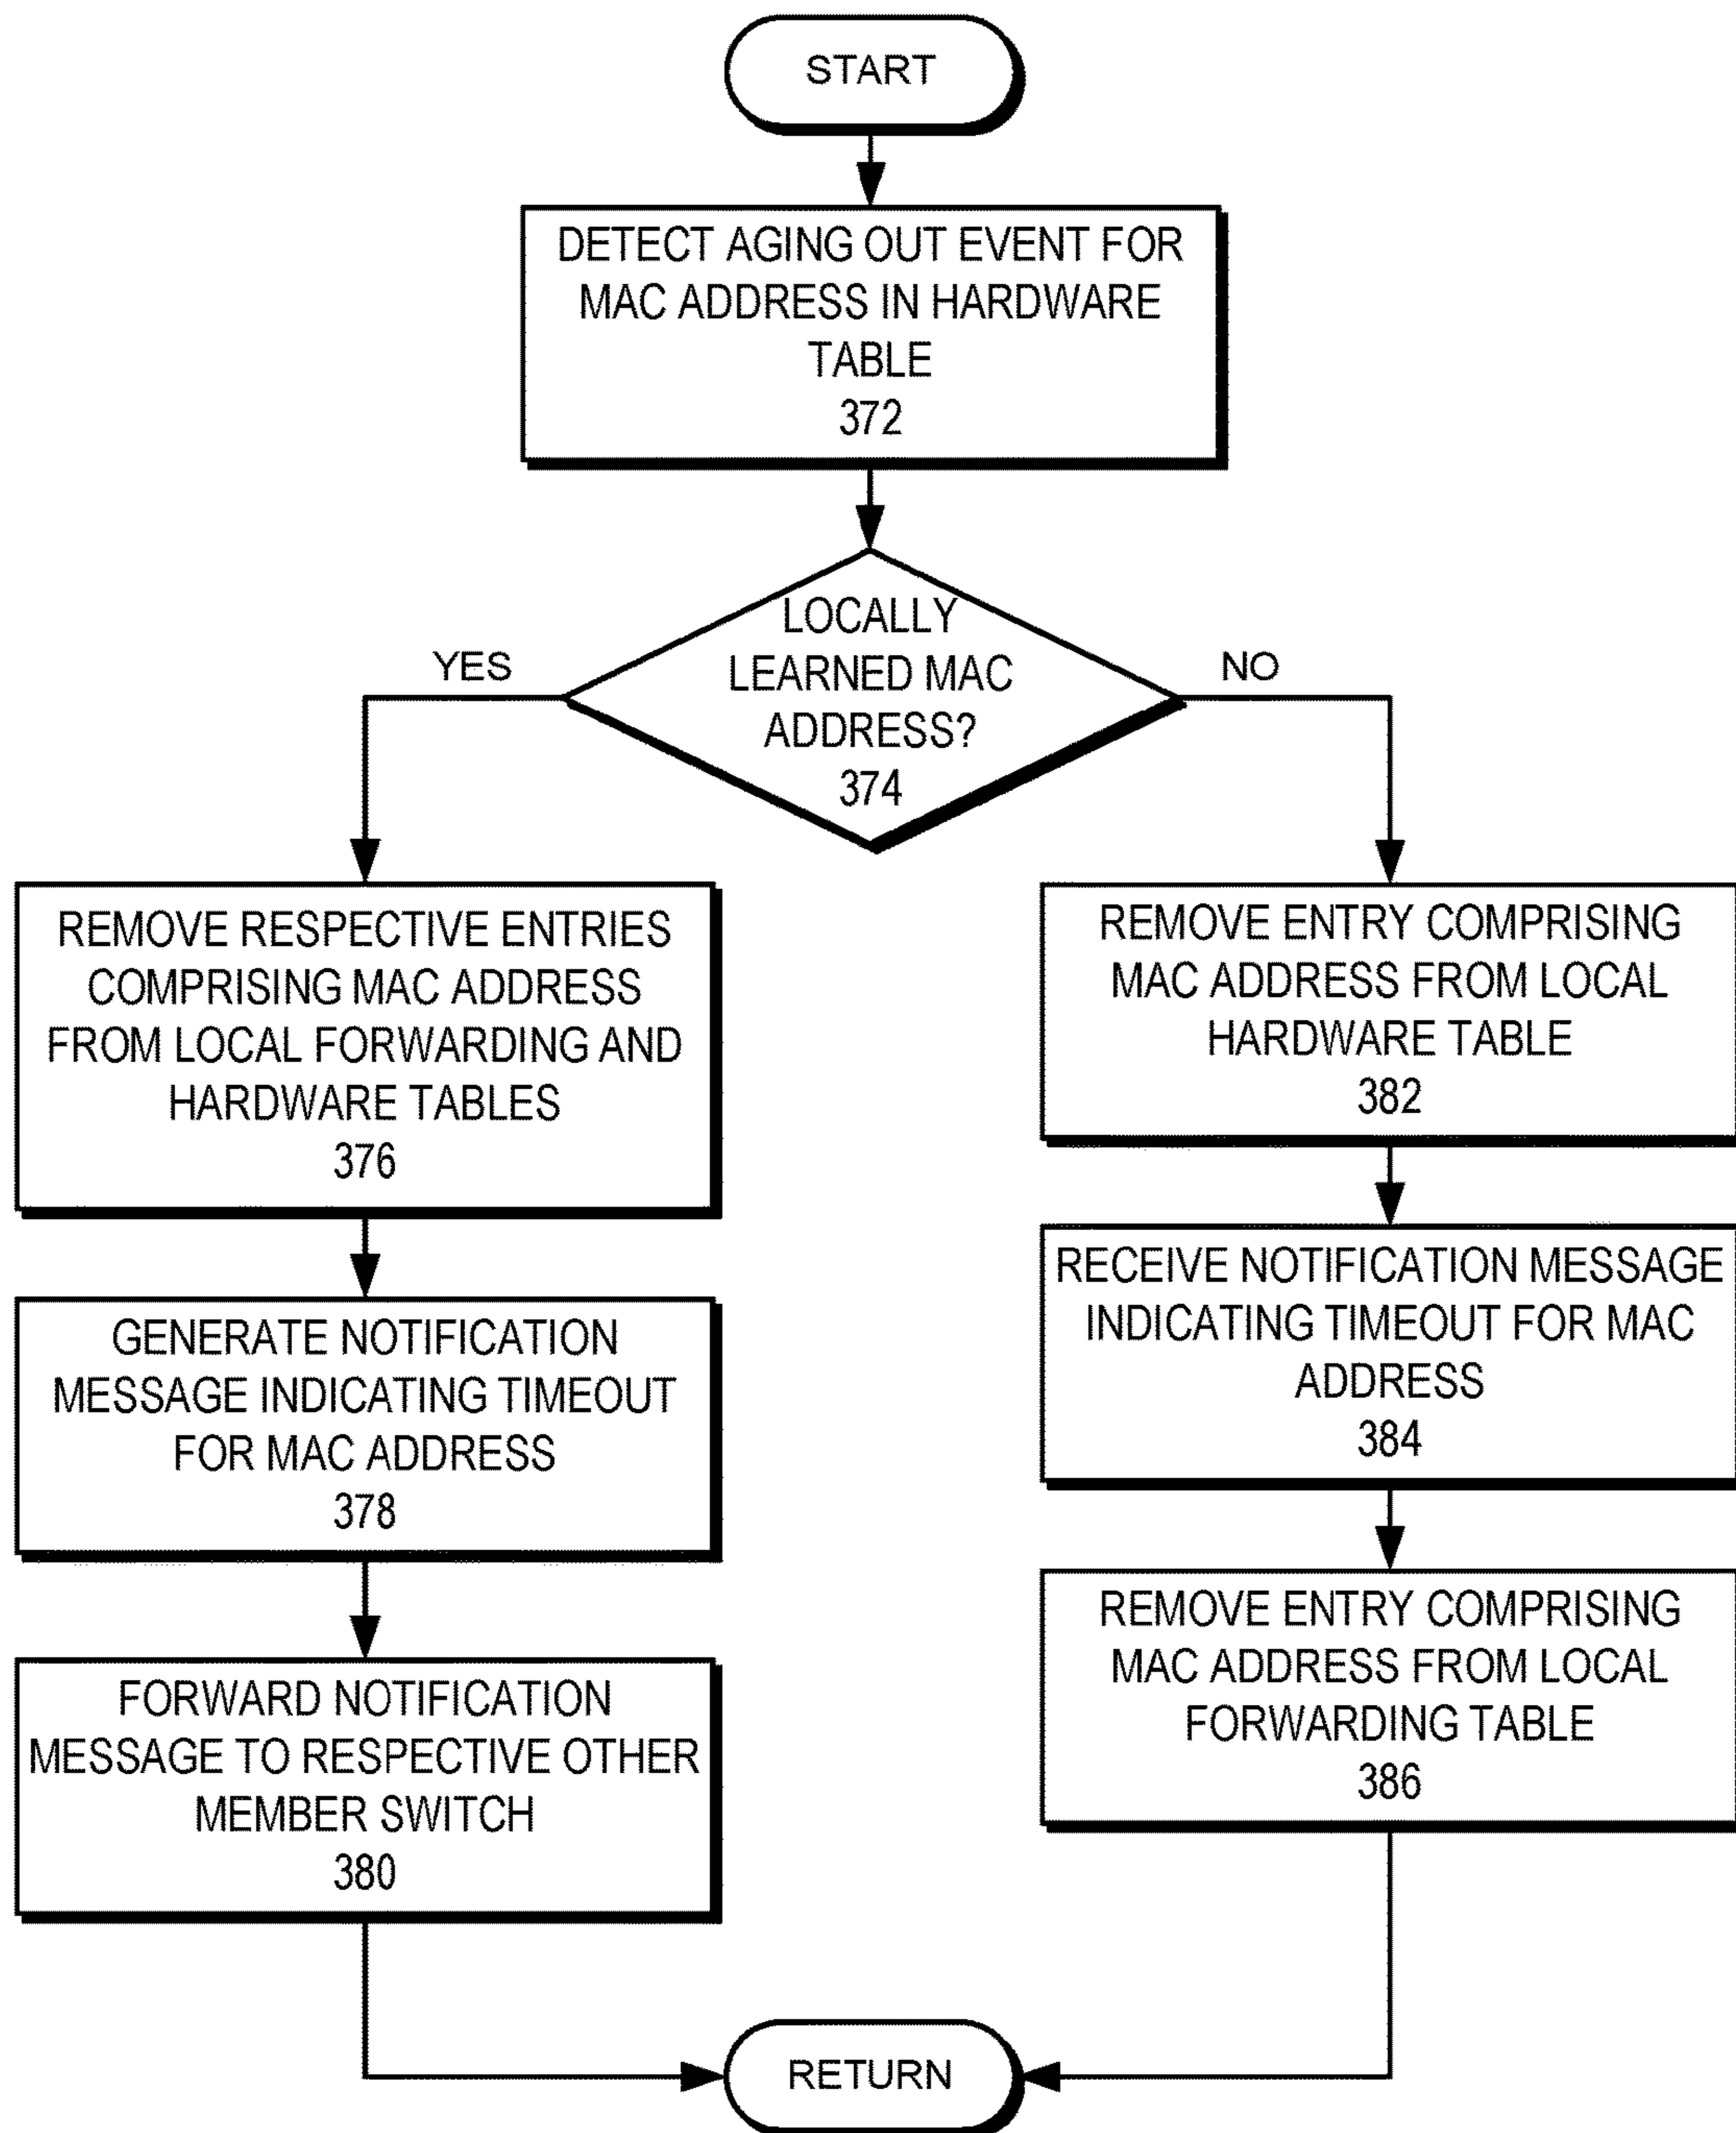 START
DETECT AGING OUT EVENT FOR
MAC ADDRESS IN HARDWARE
TABLE
372
LOCALLY
LEARNED MAC
ADDRESS?
374
YES
NO
REMOVE RESPECTIVE ENTRIES
COMPRISING MAC ADDRESS
FROM LOCAL FORWARDING AND
HARDWARE TABLES
376
GENERATE NOTIFICATION
MESSAGE INDICATING TIMEOUT
FOR MAC ADDRESS
378
FORWARD NOTIFICATION
MESSAGE TO RESPECTIVE OTHER
MEMBER SWITCH
380
REMOVE ENTRY COMPRISING
MAC ADDRESS FROM LOCAL
HARDWARE TABLE
382
RECEIVE NOTIFICATION MESSAGE
INDICATING TIMEOUT FOR MAC
ADDRESS
384
REMOVE ENTRY COMPRISING
MAC ADDRESS FROM LOCAL
FORWARDING TABLE
386
RETURN